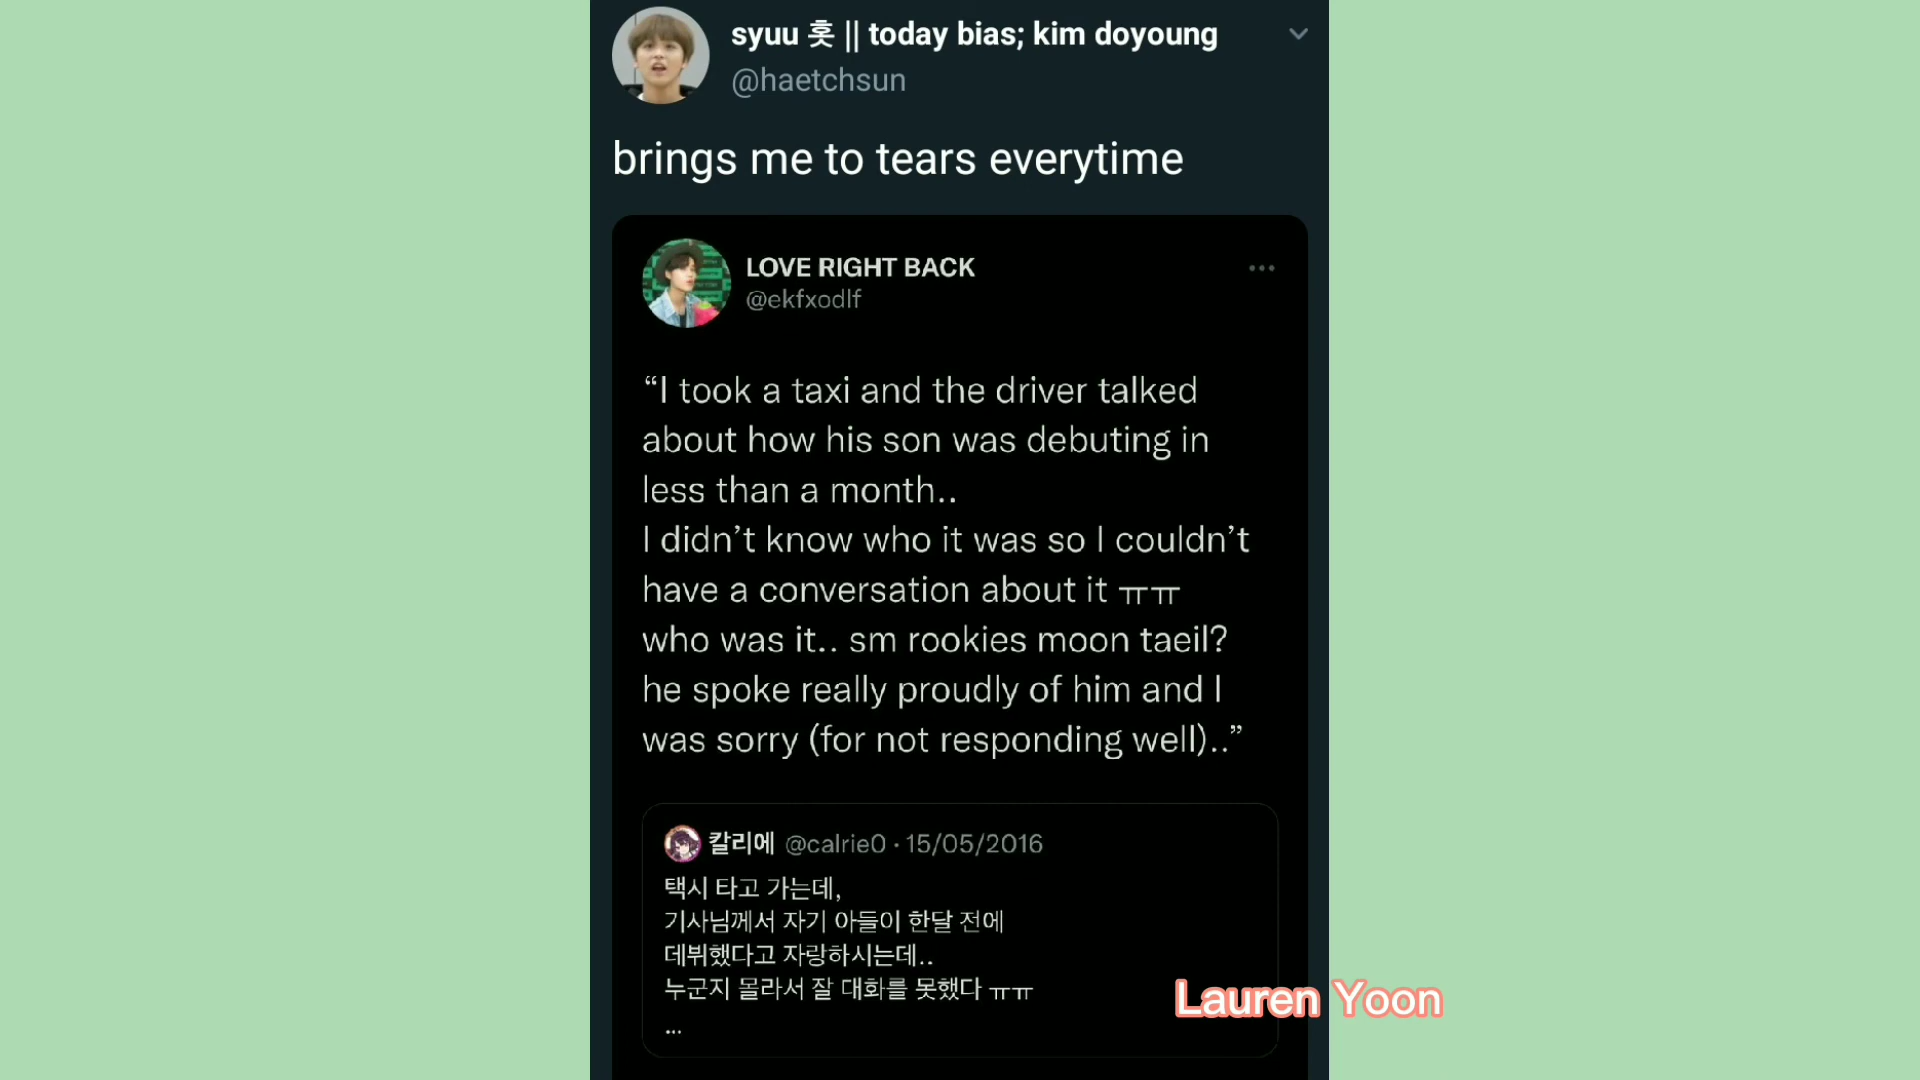 syuu 홋 || today bias; kim doyoung
@haetchsun
brings me to tears everytime
LOVE RIGHT BACK
@ekfxodlf
“I took a taxi and the driver talked
about how his son was debuting in
less than a month..
I didn’t know who it was so I couldn’t
have a conversation about it ㅠㅠ
who was it.. sm rookies moon taeil?
he spoke really proudly of him and I
was sorry (for not responding well)..”
칼리에 @calrie0 · 15/05/2016
택시 타고 가는데,
기사님께서 자기 아들이 한달 전에
데뷔했다고 자랑하시는데..
누군지 몰라서 잘 대화를 못했다 ㅠㅠ
...
Lauren Yoon